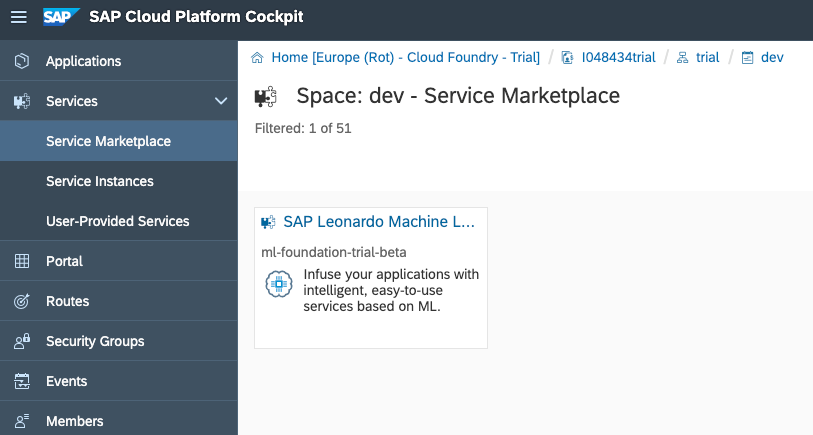 SAP SAP Cloud Platform Cockpit
Applications
Services
Service Marketplace
Service Instances
User-Provided Services
Portal
Routes
Security Groups
Events
Members
Home [Europe (Rot) - Cloud Foundry - Trial] / I048434trial / trial / dev
Space: dev - Service Marketplace
Filtered: 1 of 51
SAP Leonardo Machine L...
ml-foundation-trial-beta
Infuse your applications with
intelligent, easy-to-use
services based on ML.